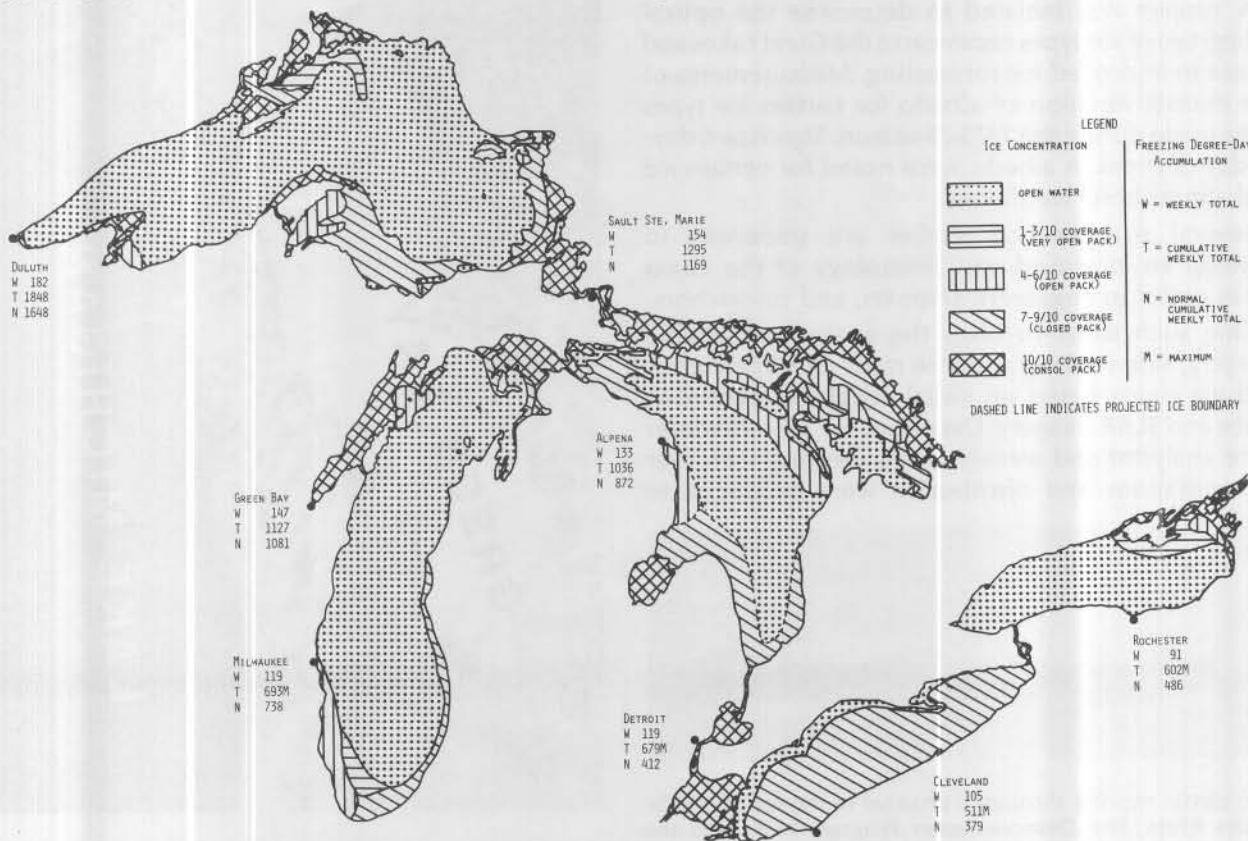 LEGEND
ICE CONCENTRATION
OPEN WATER
1-3/10 COVERAGE
(VERY OPEN PACK)
4-6/10 COVERAGE
(OPEN PACK)
7-9/10 COVERAGE
(CLOSED PACK)
10/10 COVERAGE
(CONSOL PACK)
FREEZING DEGREE-DAY
ACCUMULATION
W = WEEKLY TOTAL
T = CUMULATIVE
WEEKLY TOTAL
N = NORMAL
CUMULATIVE
WEEKLY TOTAL
M = MAXIMUM
DASHED LINE INDICATES PROJECTED ICE BOUNDARY
DULUTH
W 182
T 1848
N 1648
SAULT STE. MARIE
W 154
T 1295
N 1169
GREEN BAY
W 147
T 1127
N 1081
ALPENA
W 133
T 1036
N 872
MILWAUKEE
W 119
T 693M
N 738
DETROIT
W 119
T 679M
N 412
CLEVELAND
W 105
T 511M
N 379
ROCHESTER
W 91
T 602M
N 486